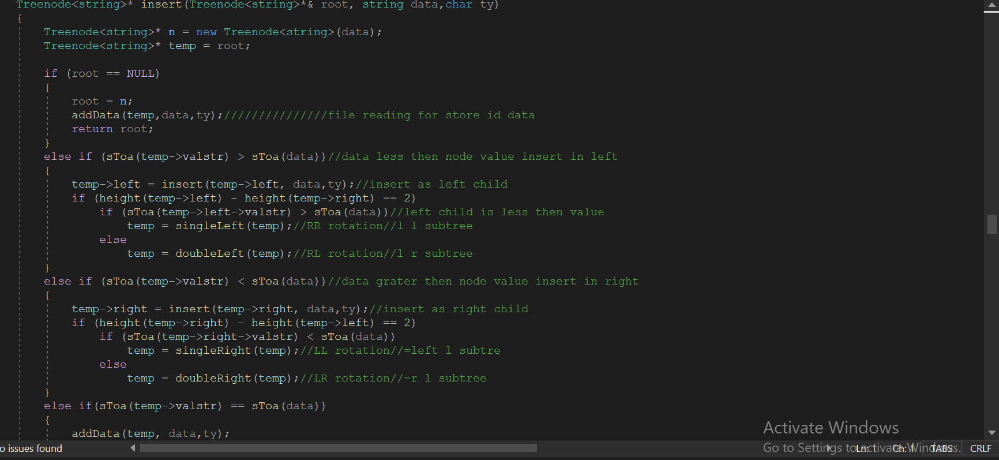 Treenode<string>* insert(Treenode<string>*& root, string data,char ty)
{
    Treenode<string>* n = new Treenode<string>(data);
    Treenode<string>* temp = root;

    if (root == NULL)
    {
        root = n;
        addData(temp,data,ty);///////////////file reading for store id data
        return root;
    }
    else if (sToa(temp->valstr) > sToa(data))//data less then node value insert in left
    {
        temp->left = insert(temp->left, data,ty);//insert as left child
        if (height(temp->left) - height(temp->right) == 2)
            if (sToa(temp->left->valstr) > sToa(data))//left child is less then value
                temp = singleLeft(temp);//RR rotation//l l subtree
            else
                temp = doubleLeft(temp);//RL rotation//l r subtree
    }
    else if (sToa(temp->valstr) < sToa(data))//data grater then node value insert in right
    {
        temp->right = insert(temp->right, data,ty);//insert as right child
        if (height(temp->right) - height(temp->left) == 2)
            if (sToa(temp->right->valstr) < sToa(data))
                temp = singleRight(temp);//LL rotation//=left l subtre
            else
                temp = doubleRight(temp);//LR rotation//=r l subtree
    }
    else if(sToa(temp->valstr) == sToa(data))
    {
        addData(temp, data,ty);
Activate Windows
Go to Settings to activate Windows.
o issues found
Ln: 1 Ch: 1 TABS CRLF